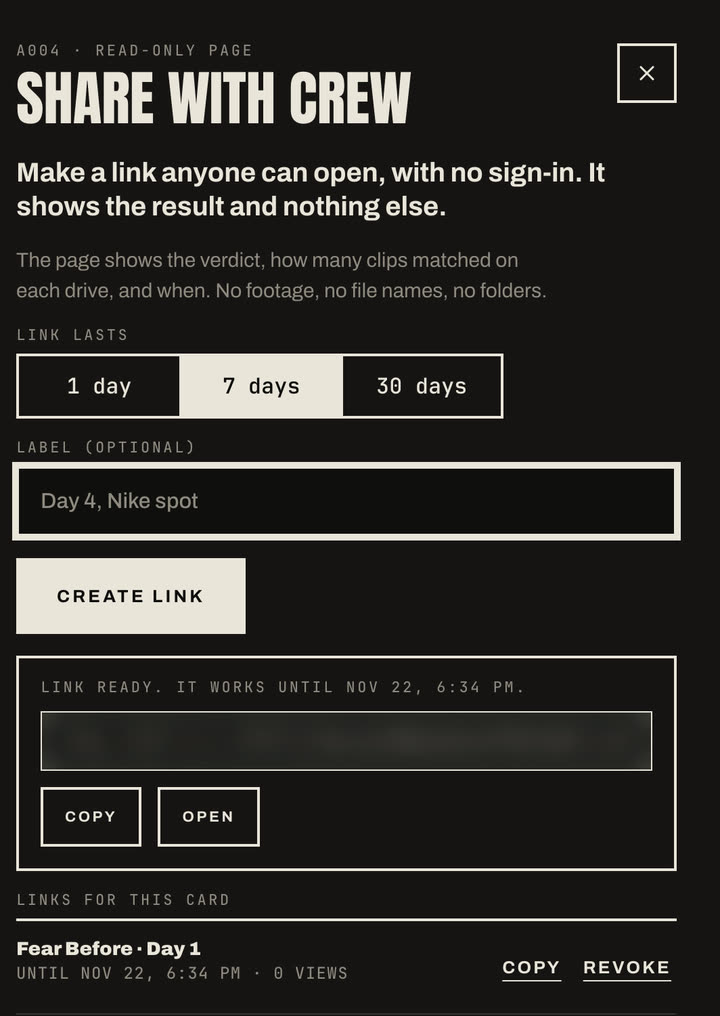 A004 · READ-ONLY PAGE
SHARE WITH CREW
Make a link anyone can open, with no sign-in. It
shows the result and nothing else.
The page shows the verdict, how many clips matched on
each drive, and when. No footage, no file names, no folders.
LINK LASTS
1 day
7 days
30 days
LABEL (OPTIONAL)
Day 4, Nike spot
CREATE LINK
LINK READY. IT WORKS UNTIL NOV 22, 6:34 PM.
COPY
OPEN
LINKS FOR THIS CARD
Fear Before · Day 1
UNTIL NOV 22, 6:34 PM · 0 VIEWS
COPY
REVOKE